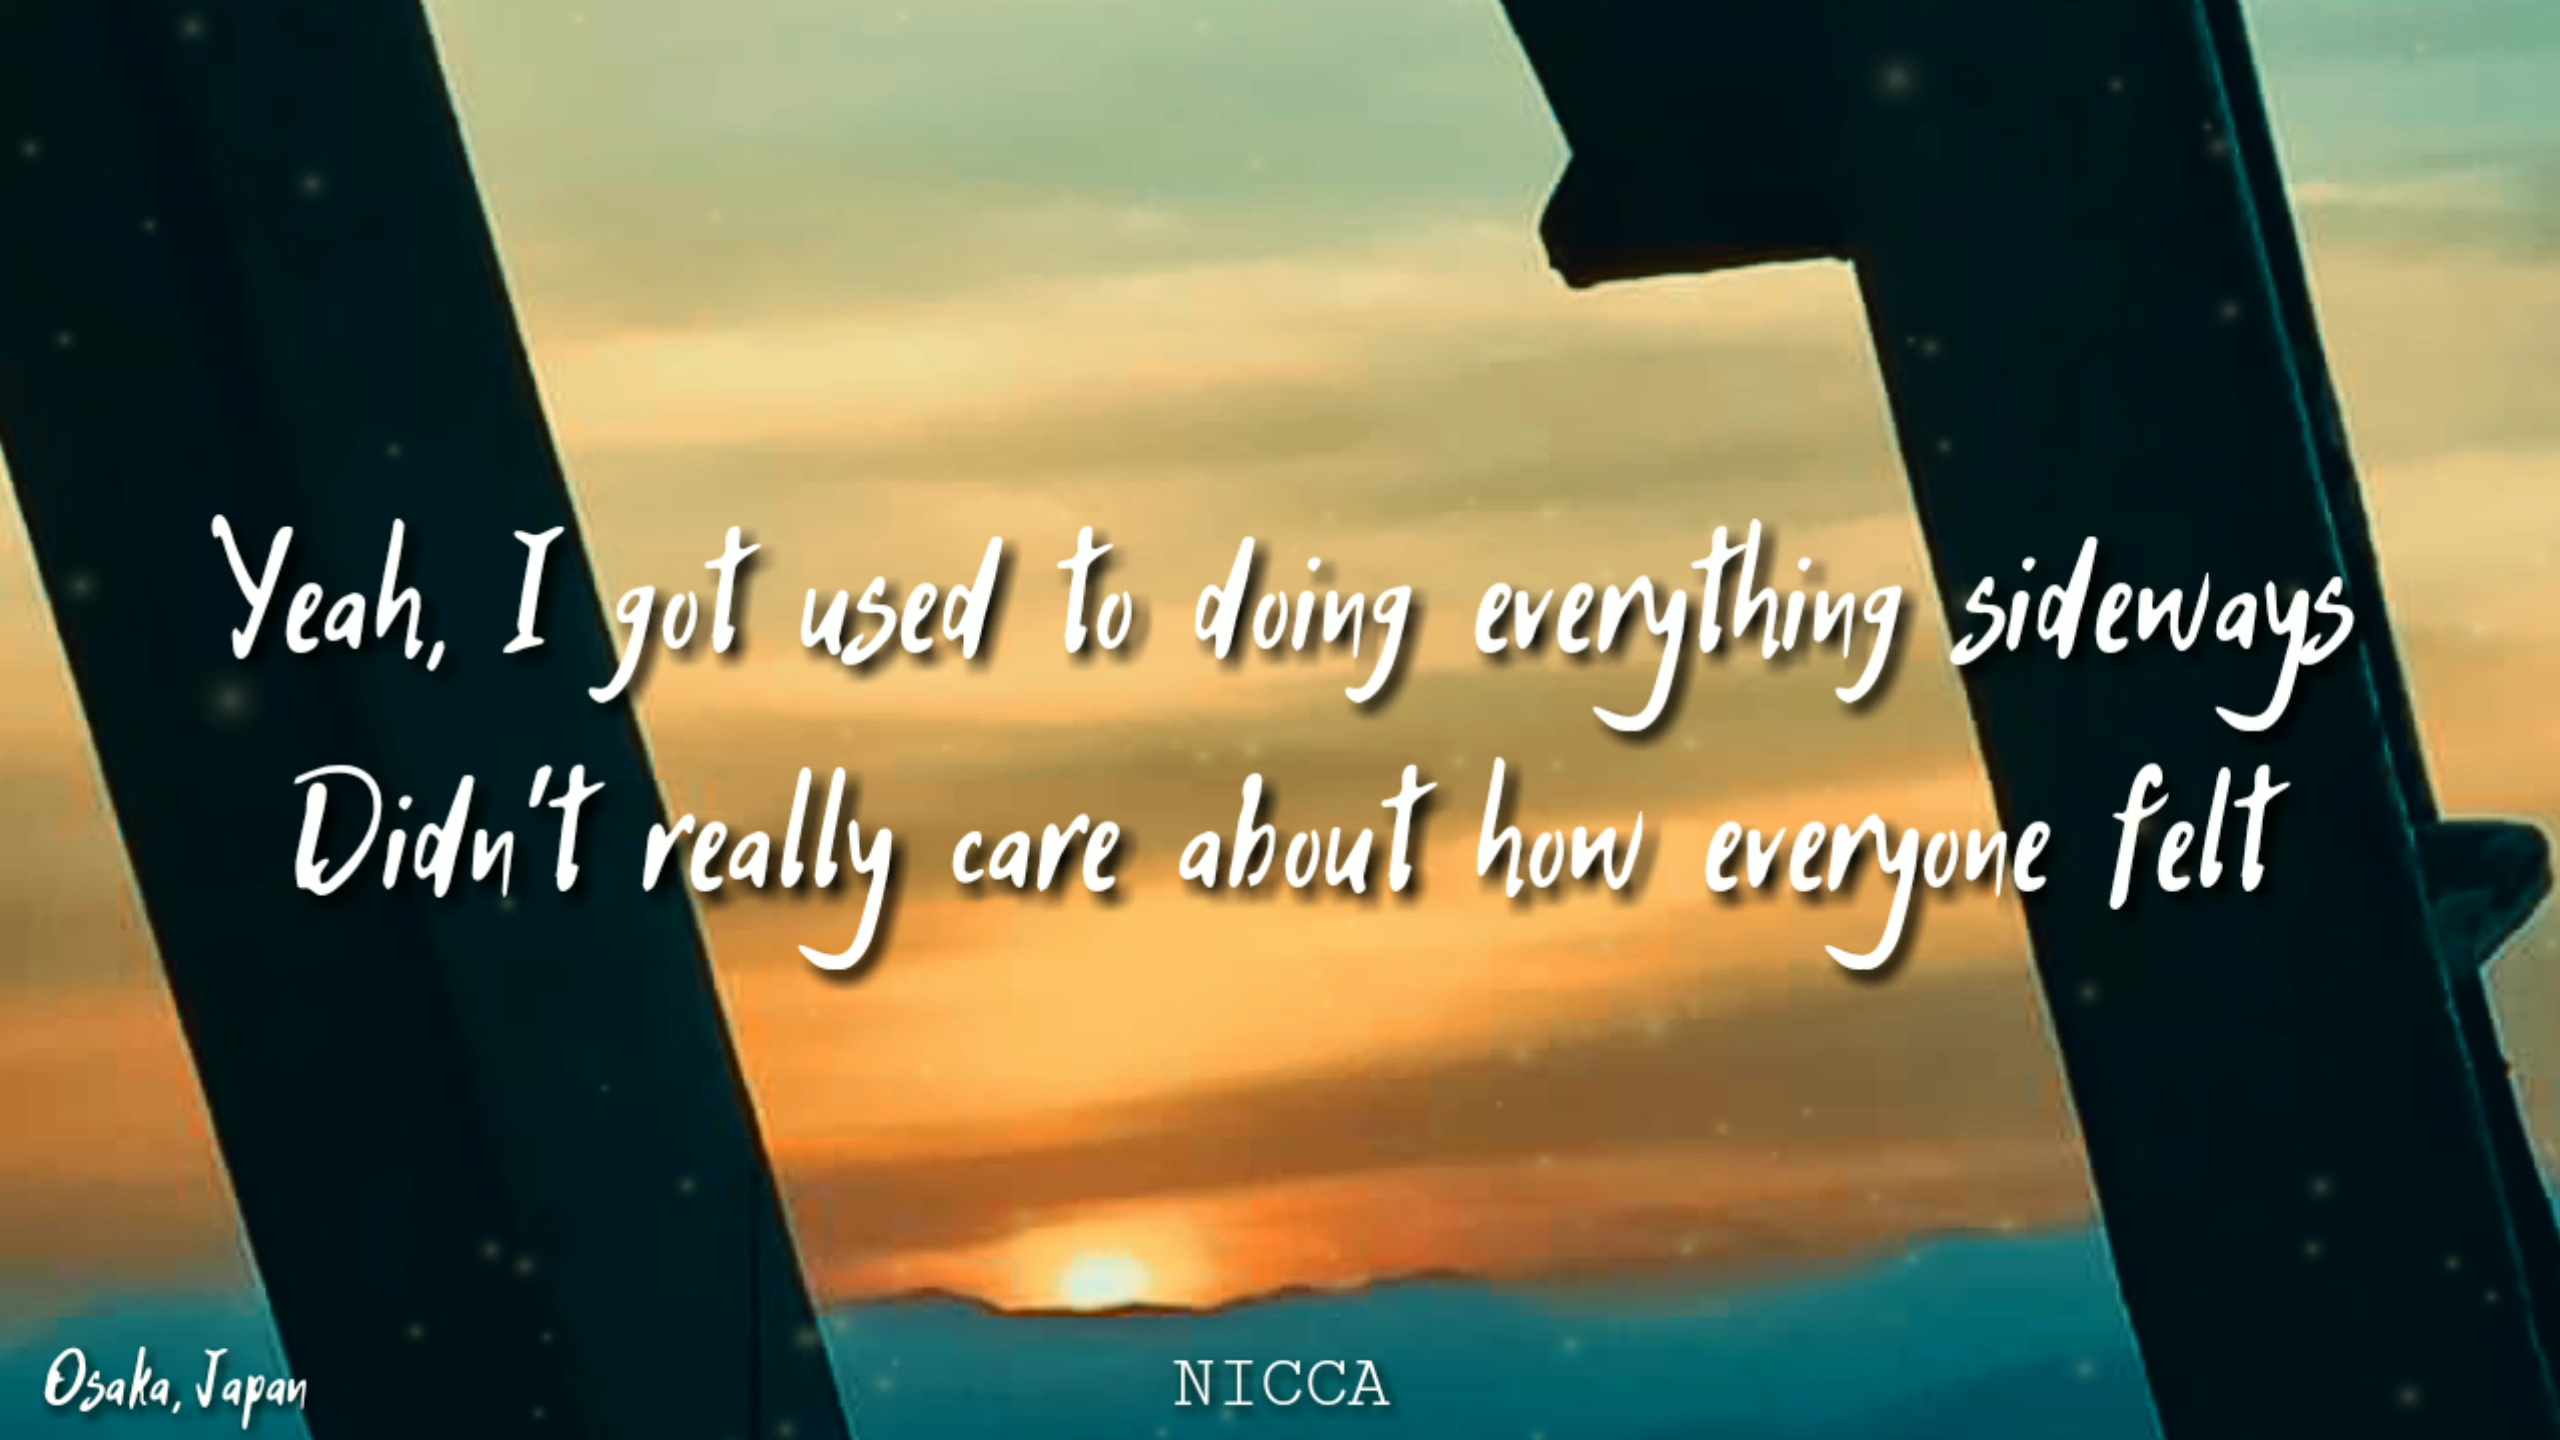 Yeah, I got used to doing everything sideways
Didn't really care about how everyone felt
Osaka, Japan
NICCA